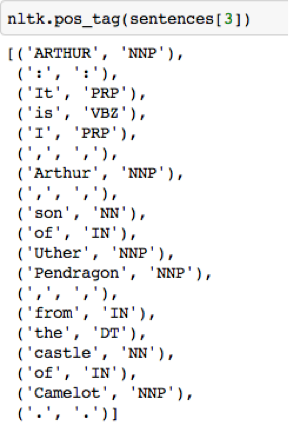 nltk.pos_tag(sentences[3])
[('ARTHUR', 'NNP'),
(':', ':'),
('It', 'PRP'),
('is', 'VBZ'),
('I', 'PRP'),
(',', ','),
('Arthur', 'NNP'),
(',', ','),
('son', 'NN'),
('of', 'IN'),
('Uther', 'NNP'),
('Pendragon', 'NNP'),
(',', ','),
('from', 'IN'),
('the', 'DT'),
('castle', 'NN'),
('of', 'IN'),
('Camelot', 'NNP'),
('.', '.')]